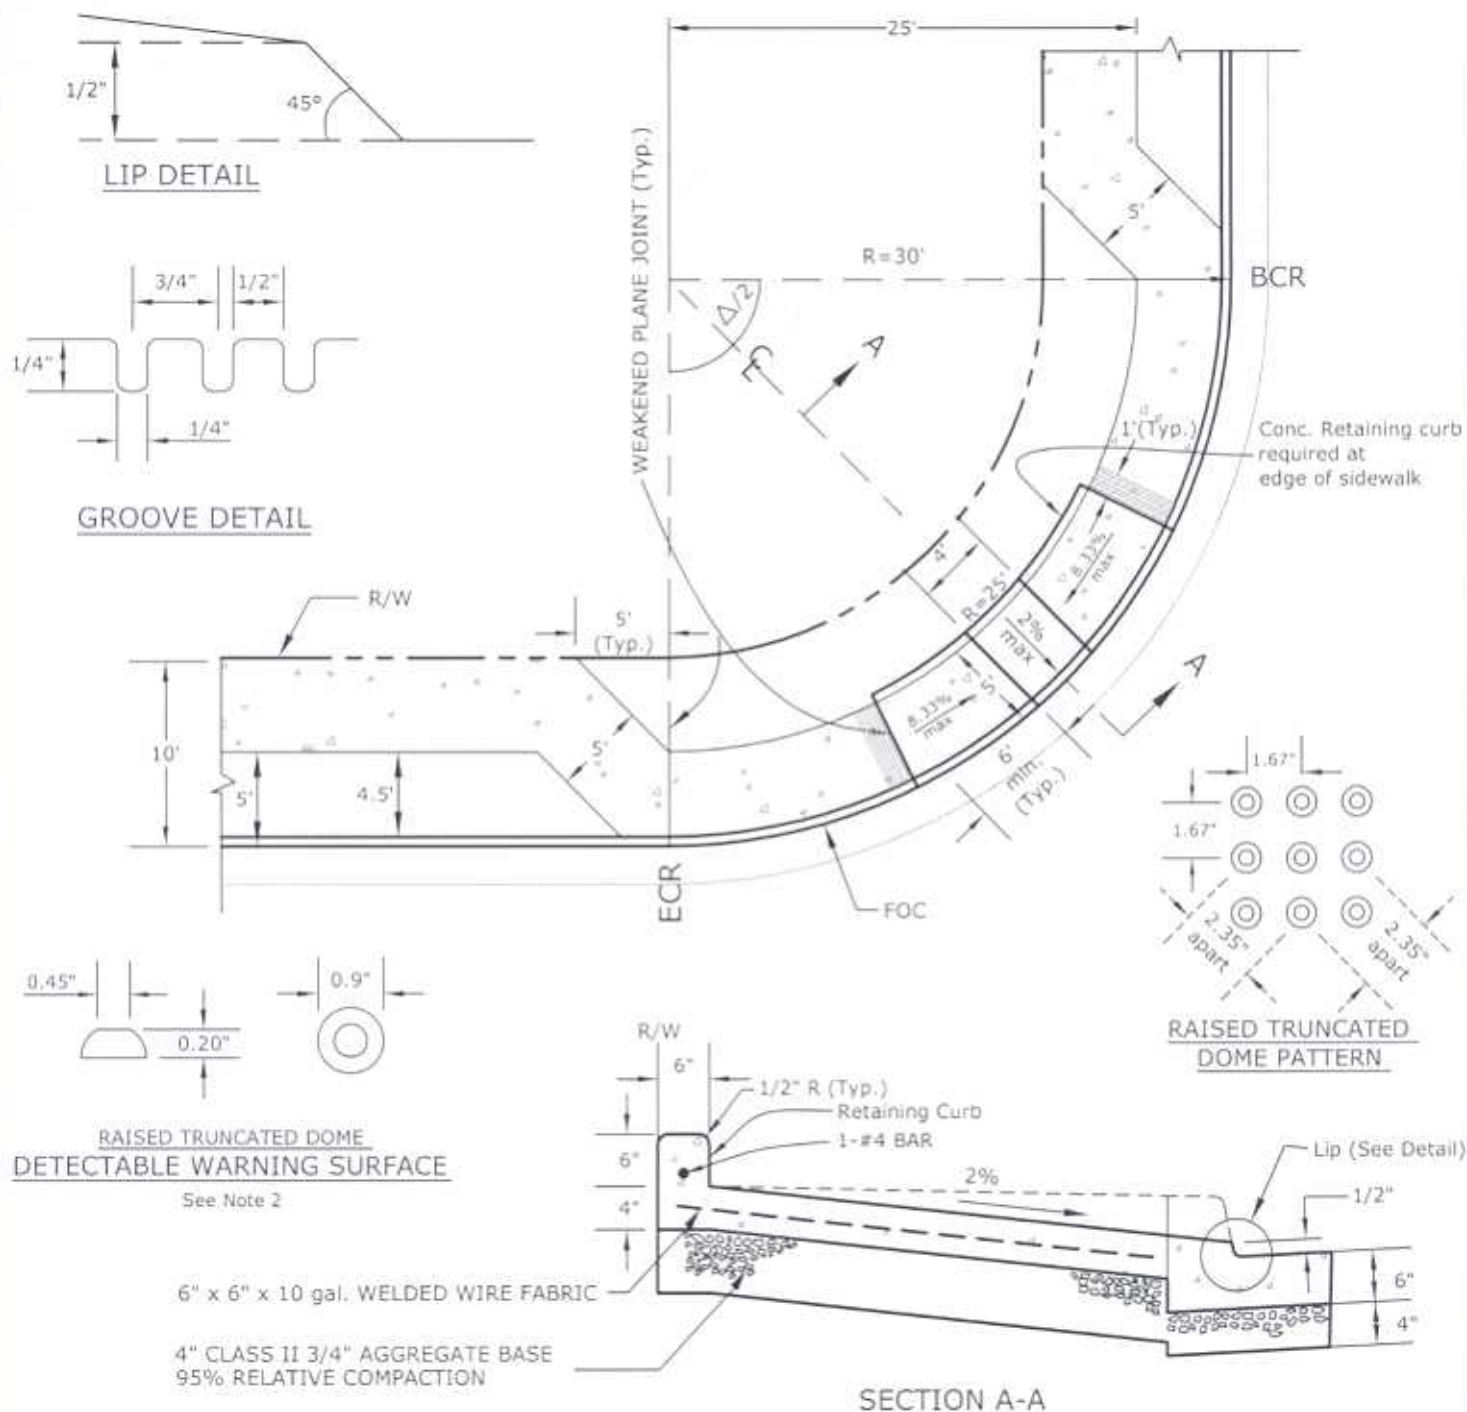 25'
1/2"
45°
LIP DETAIL
WEAKENED PLANE JOINT (Typ.)
5'
R=30'
BCR
Δ/2
CL
A
3/4"
1/2"
1/4"
1/4"
GROOVE DETAIL
1'(Typ.)
Conc. Retaining curb
required at
edge of sidewalk
8.33%
max
4'
R=25'
2%
max
R/W
5'
(Typ.)
8.33%
max
5'
A
10'
5'
4.5'
5'
6'
min.
(Typ.)
ECR
FOC
1.67"
1.67"
2.35"
apart
2.35"
apart
RAISED TRUNCATED
DOME PATTERN
0.45"
0.20"
0.9"
RAISED TRUNCATED DOME
DETECTABLE WARNING SURFACE
See Note 2
R/W
6"
1/2" R (Typ.)
Retaining Curb
1-#4 BAR
6"
4"
2%
Lip (See Detail)
1/2"
6"
4"
6" x 6" x 10 gal. WELDED WIRE FABRIC
4" CLASS II 3/4" AGGREGATE BASE
95% RELATIVE COMPACTION
SECTION A-A